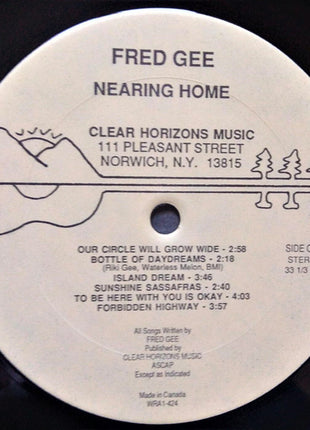 FRED GEE
NEARING HOME
CLEAR HORIZONS MUSIC
111 PLEASANT STREET
NORWICH, N.Y. 13815
OUR CIRCLE WILL GROW WIDE - 2:58
BOTTLE OF DAYDREAMS - 2:18
(Riki Gee, Waterless Melon, BMI)
ISLAND DREAM - 3:46
SUNSHINE SASSAFRAS - 2:40
TO BE HERE WITH YOU IS OKAY - 4:03
FORBIDDEN HIGHWAY - 3:57
SIDE
STER
33 1/3
All Songs Written by
FRED GEE
Published by
CLEAR HORIZONS MUSIC
ASCAP
Except as indicated
Made in Canada
WRA1-424